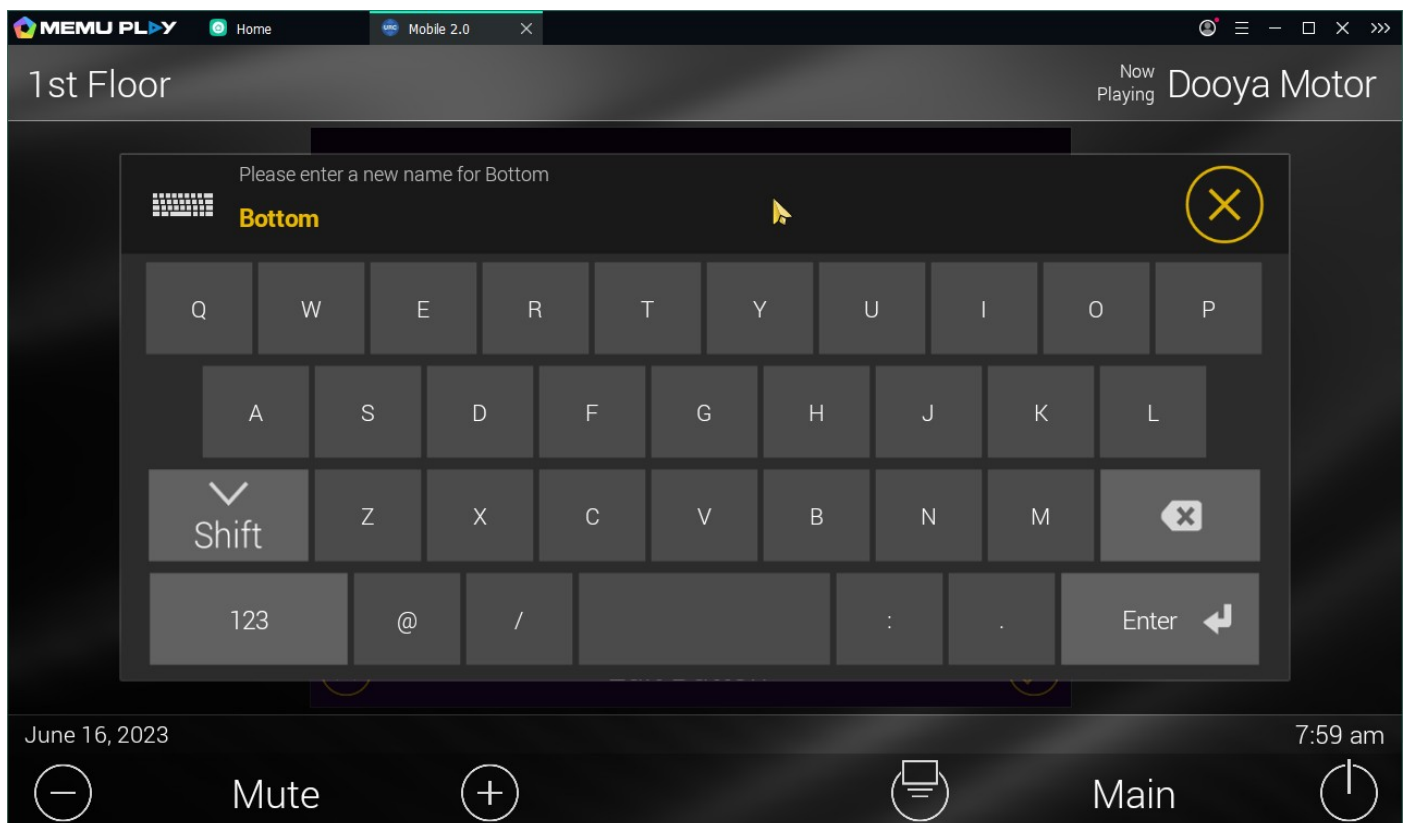 MEMU PLAY Home Mobile 2.0
1st Floor
Now Playing Dooya Motor
Please enter a new name for Bottom
Bottom
Q W E R T Y U I O P
A S D F G H J K L
Shift Z X C V B N M
123 @ / : . Enter
June 16, 2023 7:59 am
Mute Main